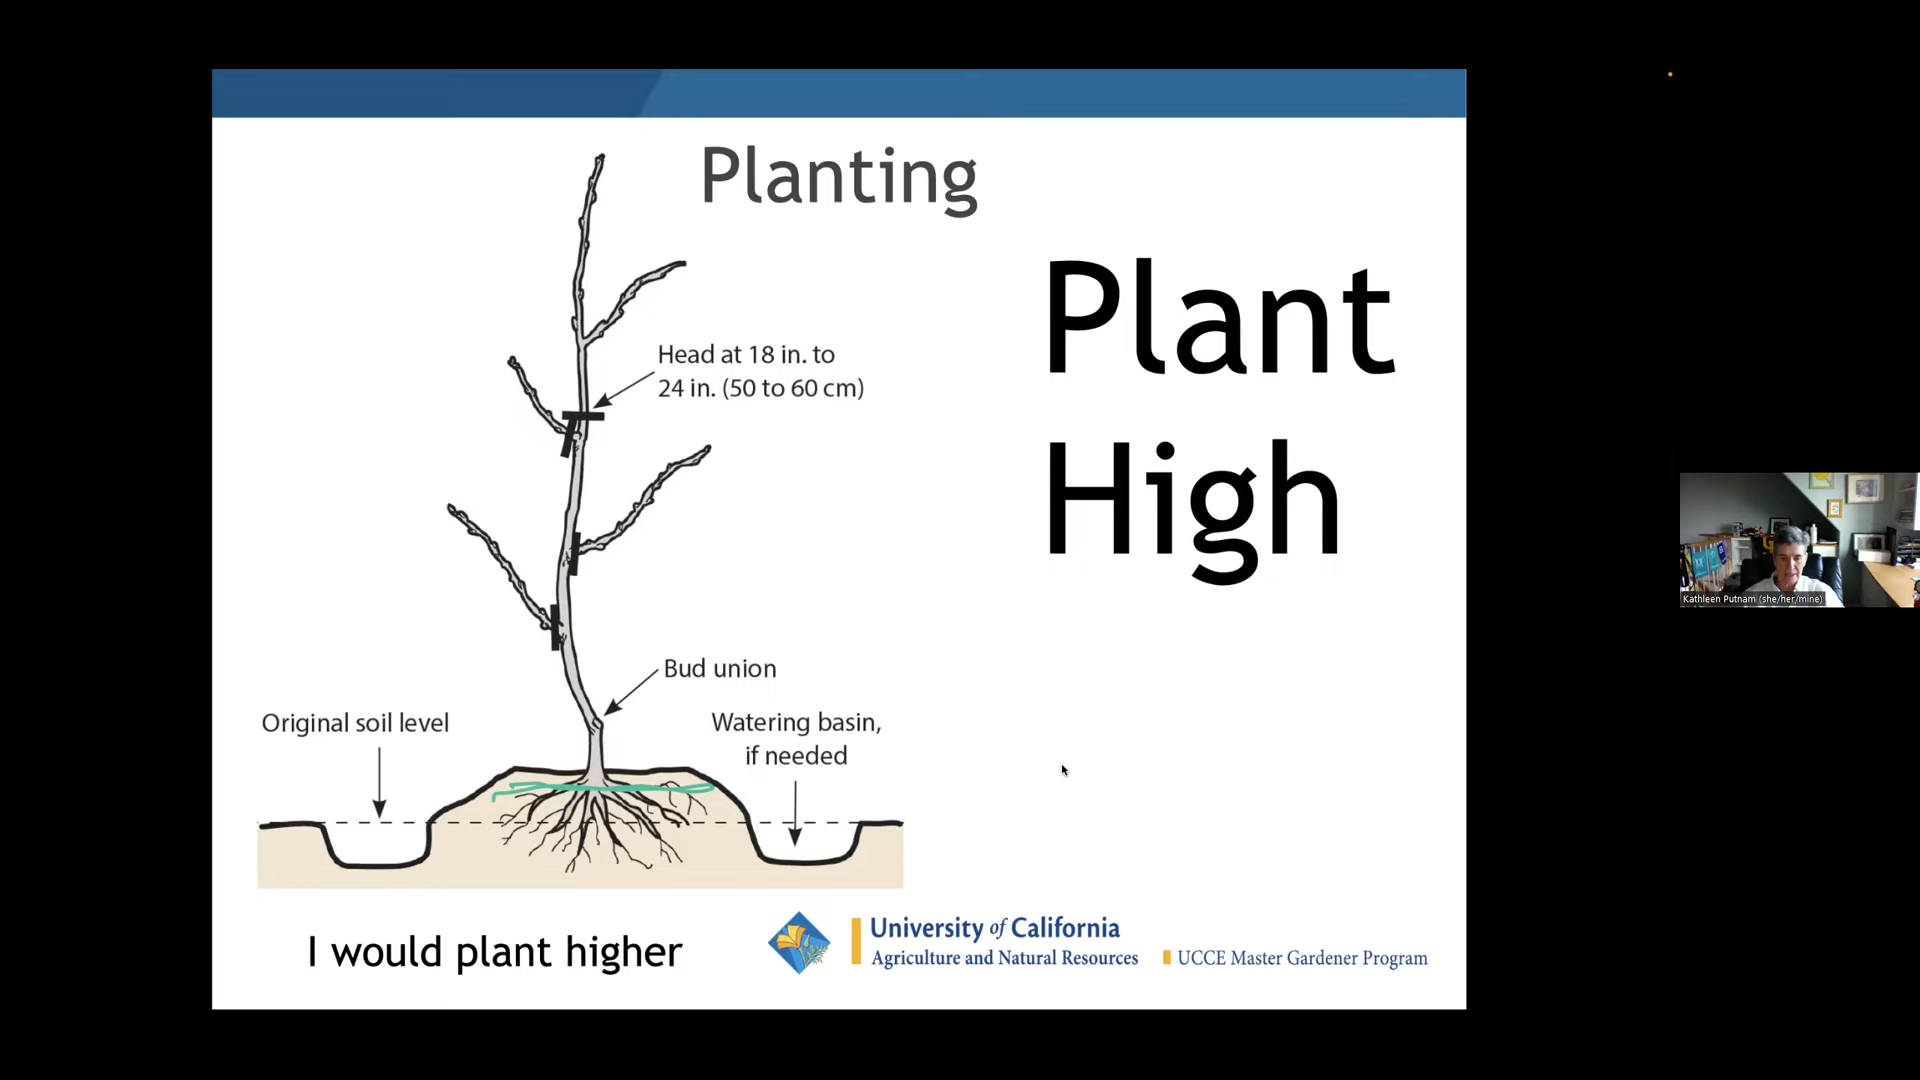 Planting
Plant
High
Head at 18 in. to
24 in. (50 to 60 cm)
Bud union
Original soil level
Watering basin,
if needed
I would plant higher
University of California
Agriculture and Natural Resources
UCCE Master Gardener Program
Kathleen Putnam (she/her/mine)